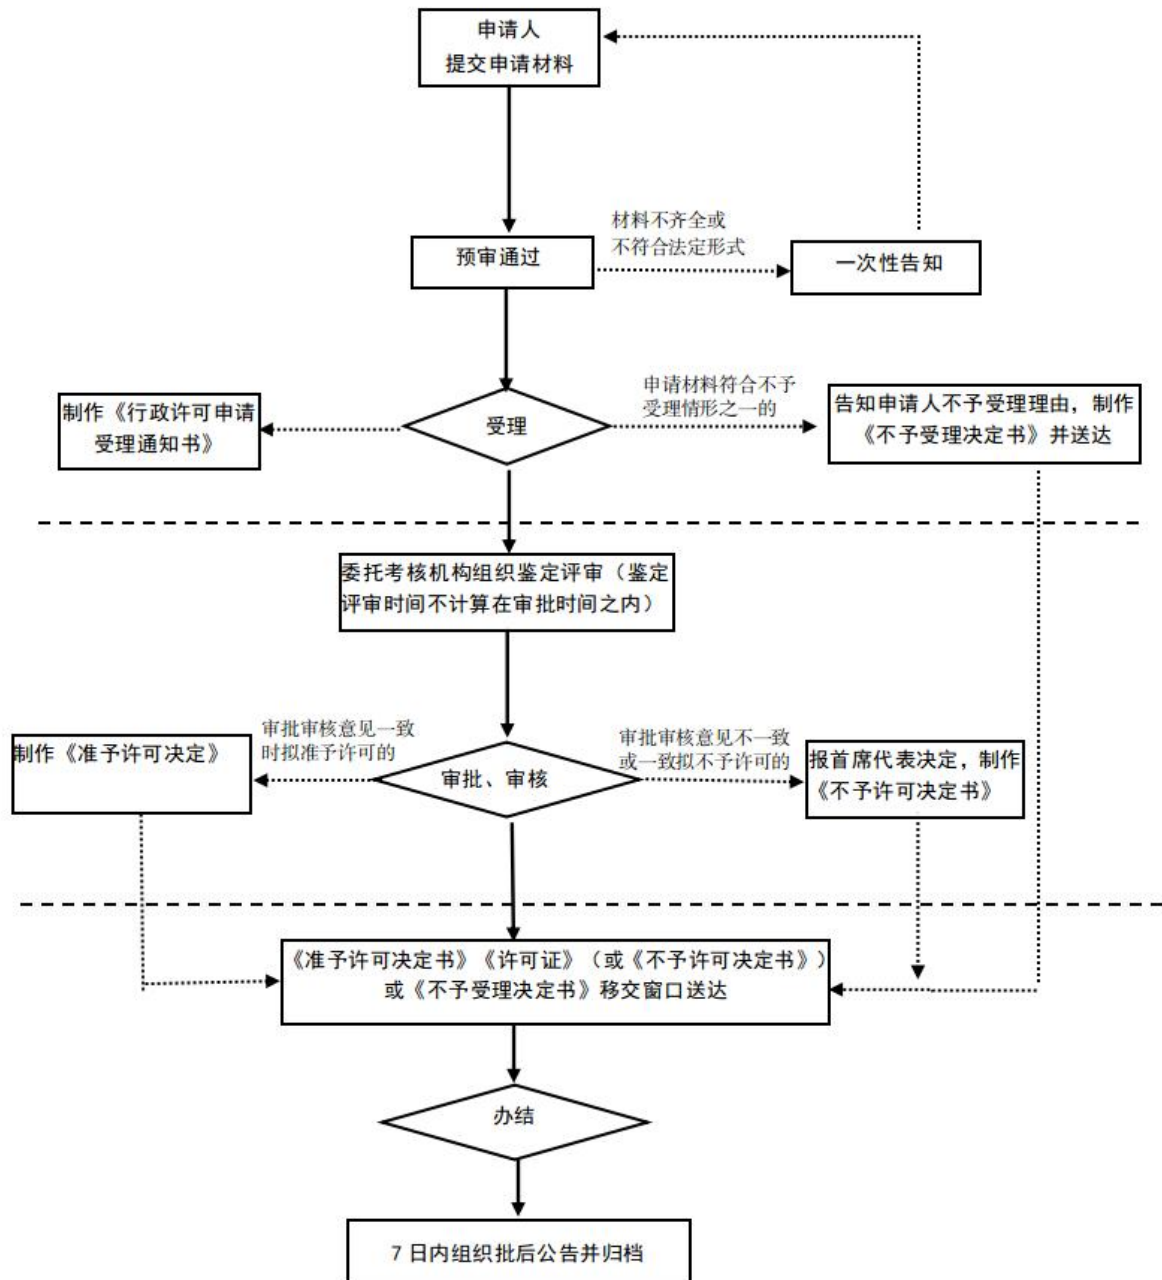 申请人
提交申请材料
材料不齐全或
不符合法定形式
预审通过
一次性告知
申请材料符合不予
受理情形之一的
制作《行政许可申请
受理通知书》
受理
告知申请人不予受理理由，制作
《不予受理决定书》并送达
委托考核机构组织鉴定评审（鉴定
评审时间不计算在审批时间之内）
审批审核意见一致
时拟准予许可的
审批审核意见不一致
或一致拟不予许可的
制作《准予许可决定》
审批、审核
报首席代表决定，制作
《不予许可决定书》
《准予许可决定书》《许可证》（或《不予许可决定书》）
或《不予受理决定书》移交窗口送达
办结
7 日内组织批后公告并归档